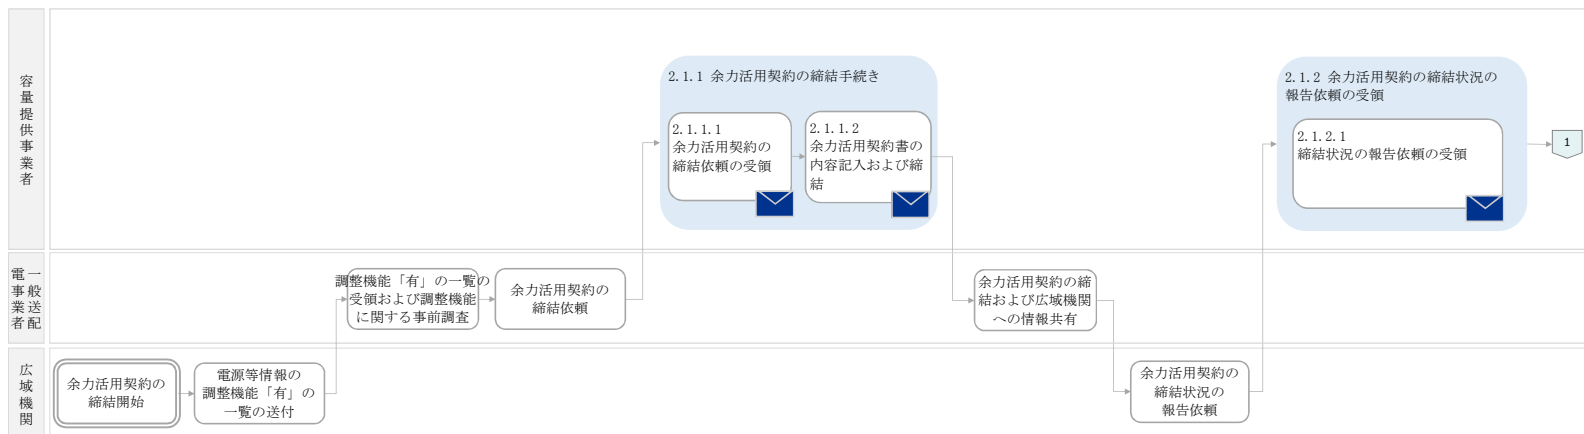 容量提供事業者
2.1.1 余力活用契約の締結手続き
2.1.1.1
余力活用契約の
締結依頼の受領
2.1.1.2
余力活用契約書の
内容記入および締
結
2.1.2 余力活用契約の締結状況の
報告依頼の受領
2.1.2.1
締結状況の報告依頼の受領
1
一般送配
電事業者
調整機能「有」の一覧の
受領および調整機能
に関する事前調査
余力活用契約の
締結依頼
余力活用契約の締
結および広域機関
への情報共有
広域機関
余力活用契約の
締結開始
電源等情報の
調整機能「有」の
一覧の送付
余力活用契約の
締結状況の
報告依頼